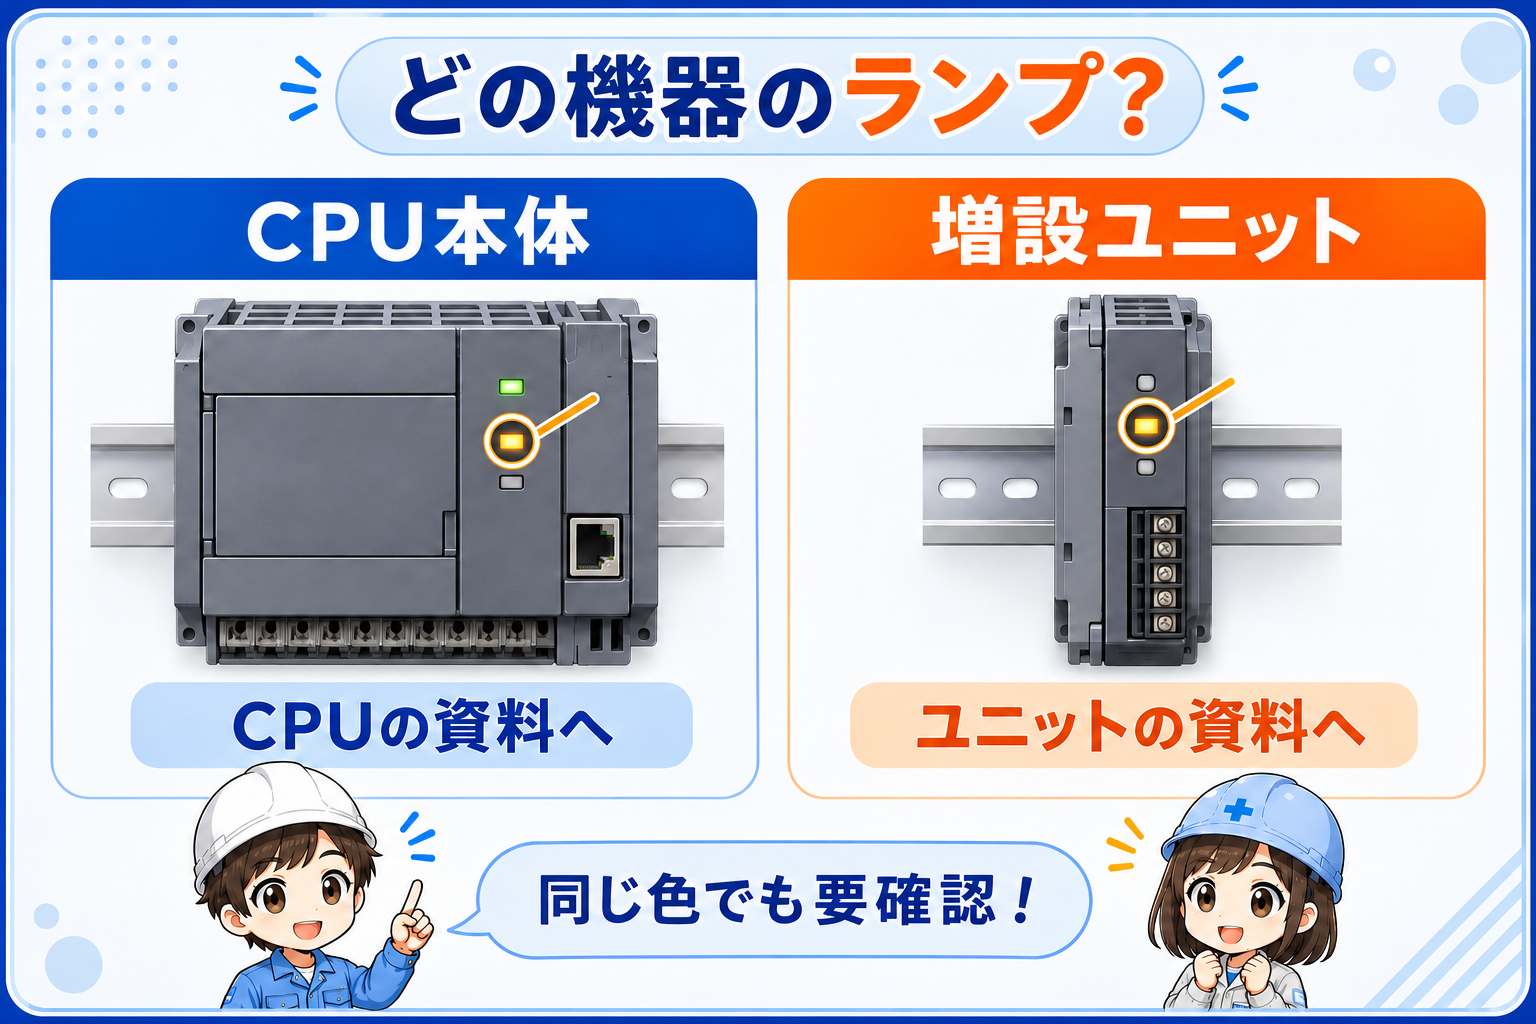 どの機器のランプ?
CPU本体
増設ユニット
CPUの資料へ
ユニットの資料へ
同じ色でも要確認!